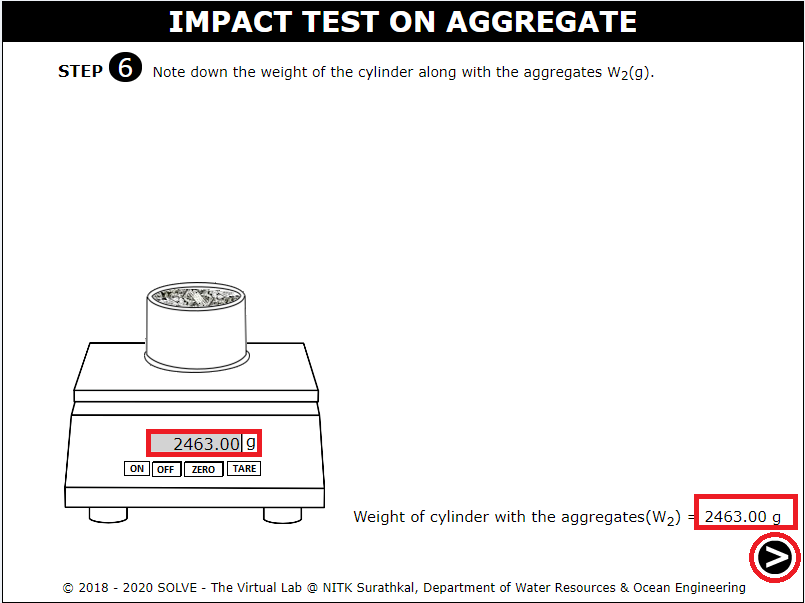 IMPACT TEST ON AGGREGATE
STEP 6 Note down the weight of the cylinder along with the aggregates W2(g).
2463.00 g
ON OFF ZERO TARE
Weight of cylinder with the aggregates(W2) = 2463.00 g
>
© 2018 - 2020 SOLVE - The Virtual Lab @ NITK Surathkal, Department of Water Resources & Ocean Engineering